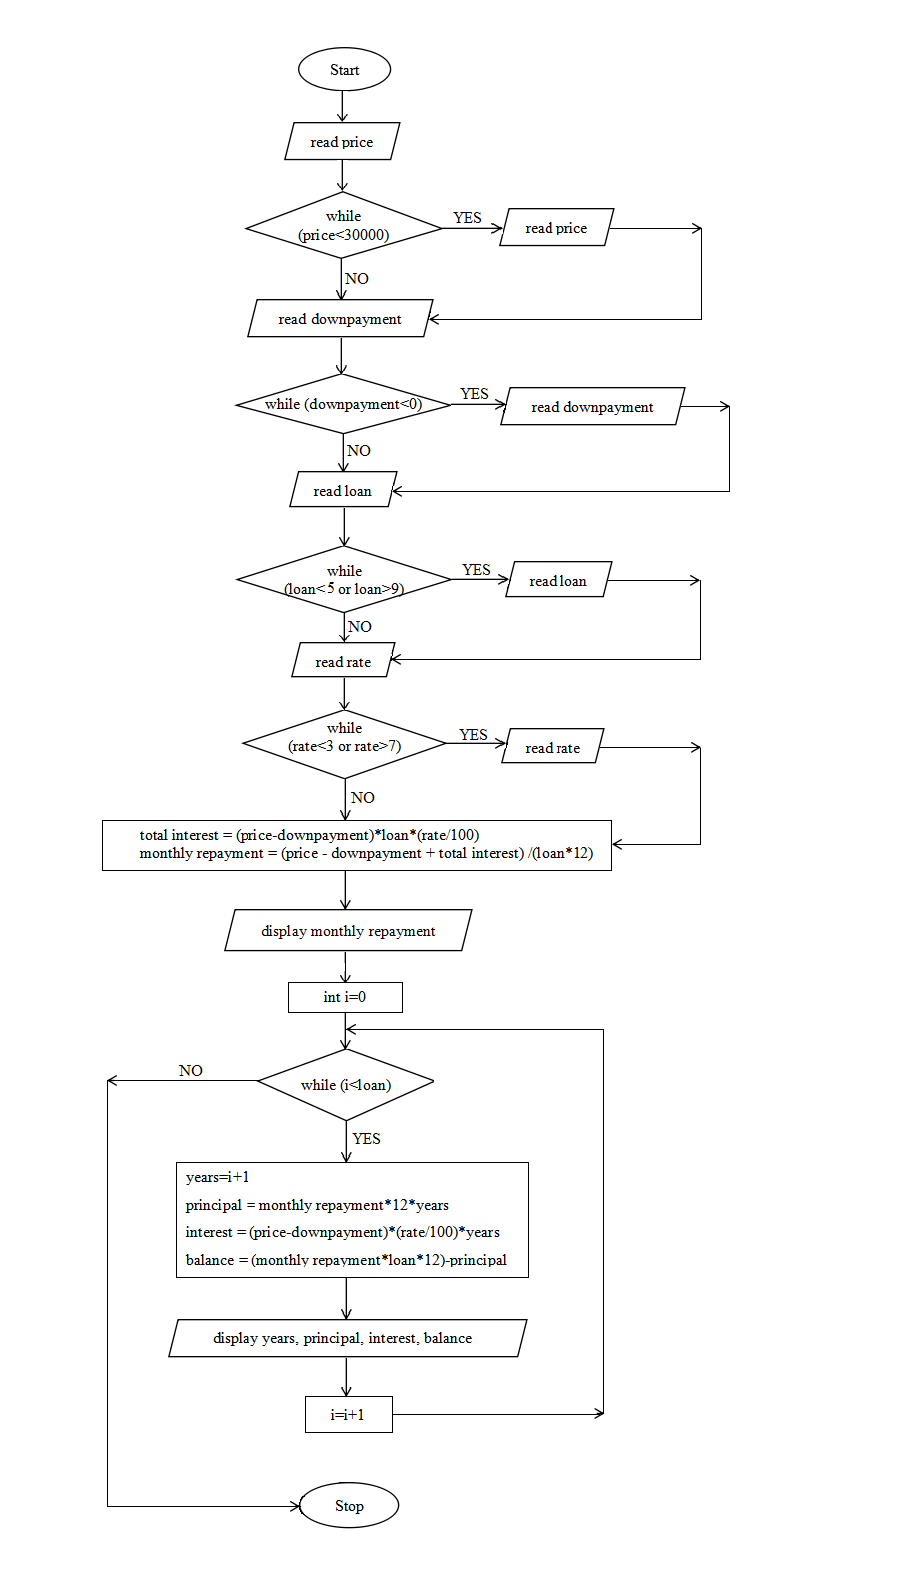 Start
read price
while
(price<30000)
YES
read price
NO
read downpayment
while (downpayment<0)
YES
read downpayment
NO
read loan
while
(loan<5 or loan>9)
YES
read loan
NO
read rate
while
(rate<3 or rate>7)
YES
read rate
NO
total interest = (price-downpayment)*loan*(rate/100)
monthly repayment = (price - downpayment + total interest) /(loan*12)
display monthly repayment
int i=0
while (i<loan)
NO
YES
years=i+1
principal = monthly repayment*12*years
interest = (price-downpayment)*(rate/100)*years
balance = (monthly repayment*loan*12)-principal
display years, principal, interest, balance
i=i+1
Stop